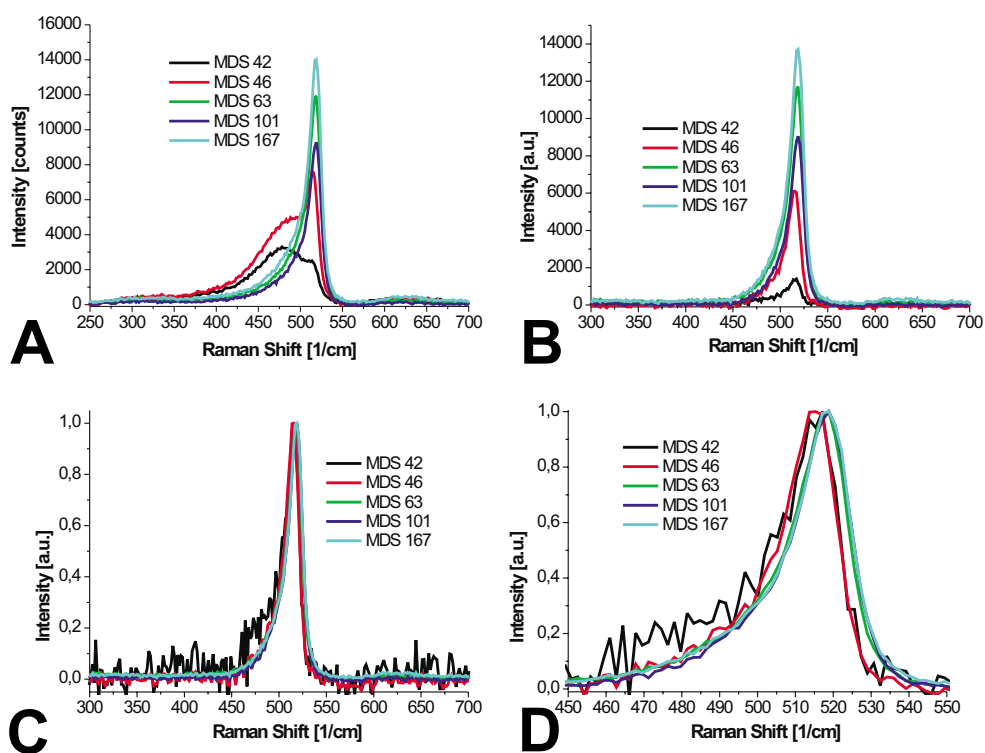 16000
14000
12000
10000
8000
6000
4000
2000
0
Intensity [counts]
MDS 42
MDS 46
MDS 63
MDS 101
MDS 167
250 300 350 400 450 500 550 600 650 700
Raman Shift [1/cm]
A
14000
12000
10000
8000
6000
4000
2000
0
Intensity [a.u.]
MDS 42
MDS 46
MDS 63
MDS 101
MDS 167
300 350 400 450 500 550 600 650 700
Raman Shift [1/cm]
B
1,0
0,8
0,6
0,4
0,2
0,0
Intensity [a.u.]
MDS 42
MDS 46
MDS 63
MDS 101
MDS 167
300 350 400 450 500 550 600 650 700
Raman Shift [1/cm]
C
1,0
0,8
0,6
0,4
0,2
0,0
Intensity [a.u.]
MDS 42
MDS 46
MDS 63
MDS 101
MDS 167
450 460 470 480 490 500 510 520 530 540 550
Raman Shift [1/cm]
D